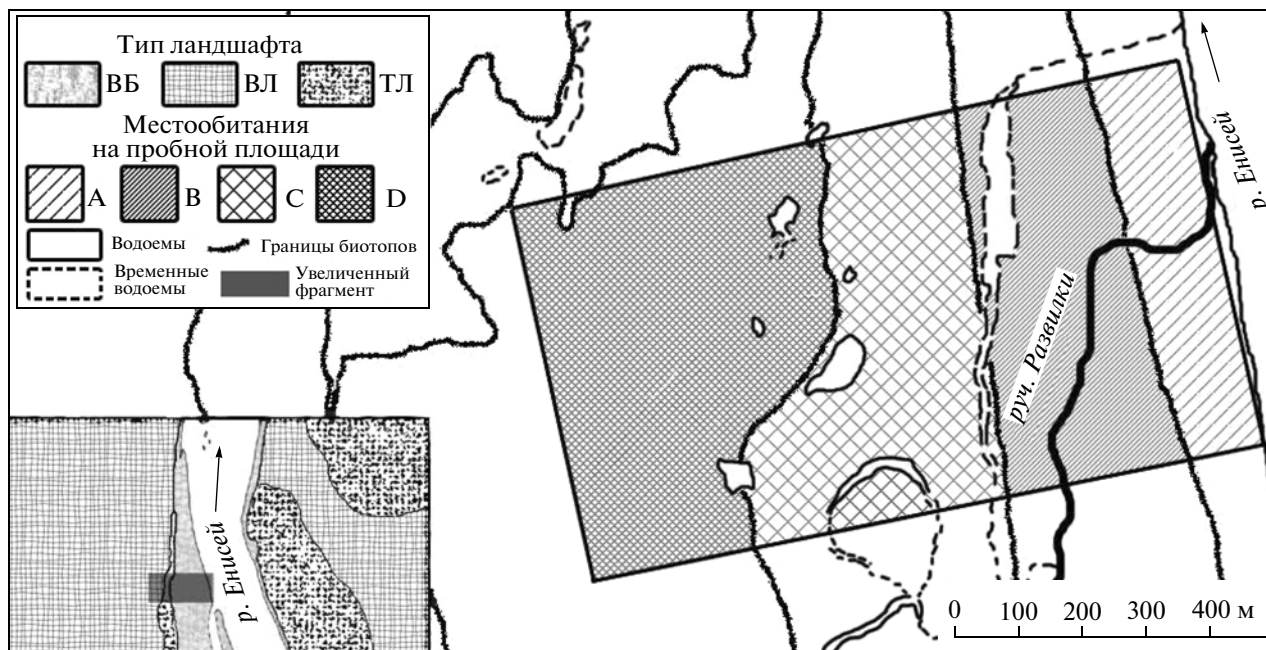 Тип ландшафта
ВБ ВЛ ТЛ
Местообитания
на пробной площади
A B C D
Водоемы Границы биотопов
Временные
водоемы
Увеличенный
фрагмент
р. Енисей
руч. Развилки
р. Енисей
0 100 200 300 400 м